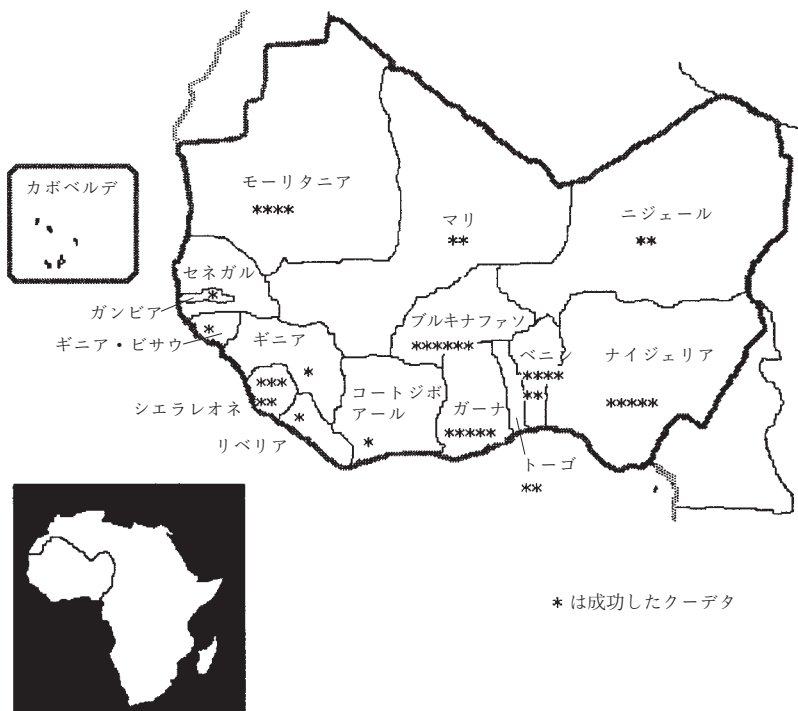 カボベルデ
モーリタニア
****
マリ
**
ニジェール
**
セネガル
*
ガンビア
ギニア・ビサウ
*
ギニア
*
ブルキナファソ
******
ベニン
****
**
ナイジェリア
*****
シエラレオネ
***
**
リベリア
*
コートジボ
アール
*
ガーナ
*****
トーゴ
**
* は成功したクーデタ